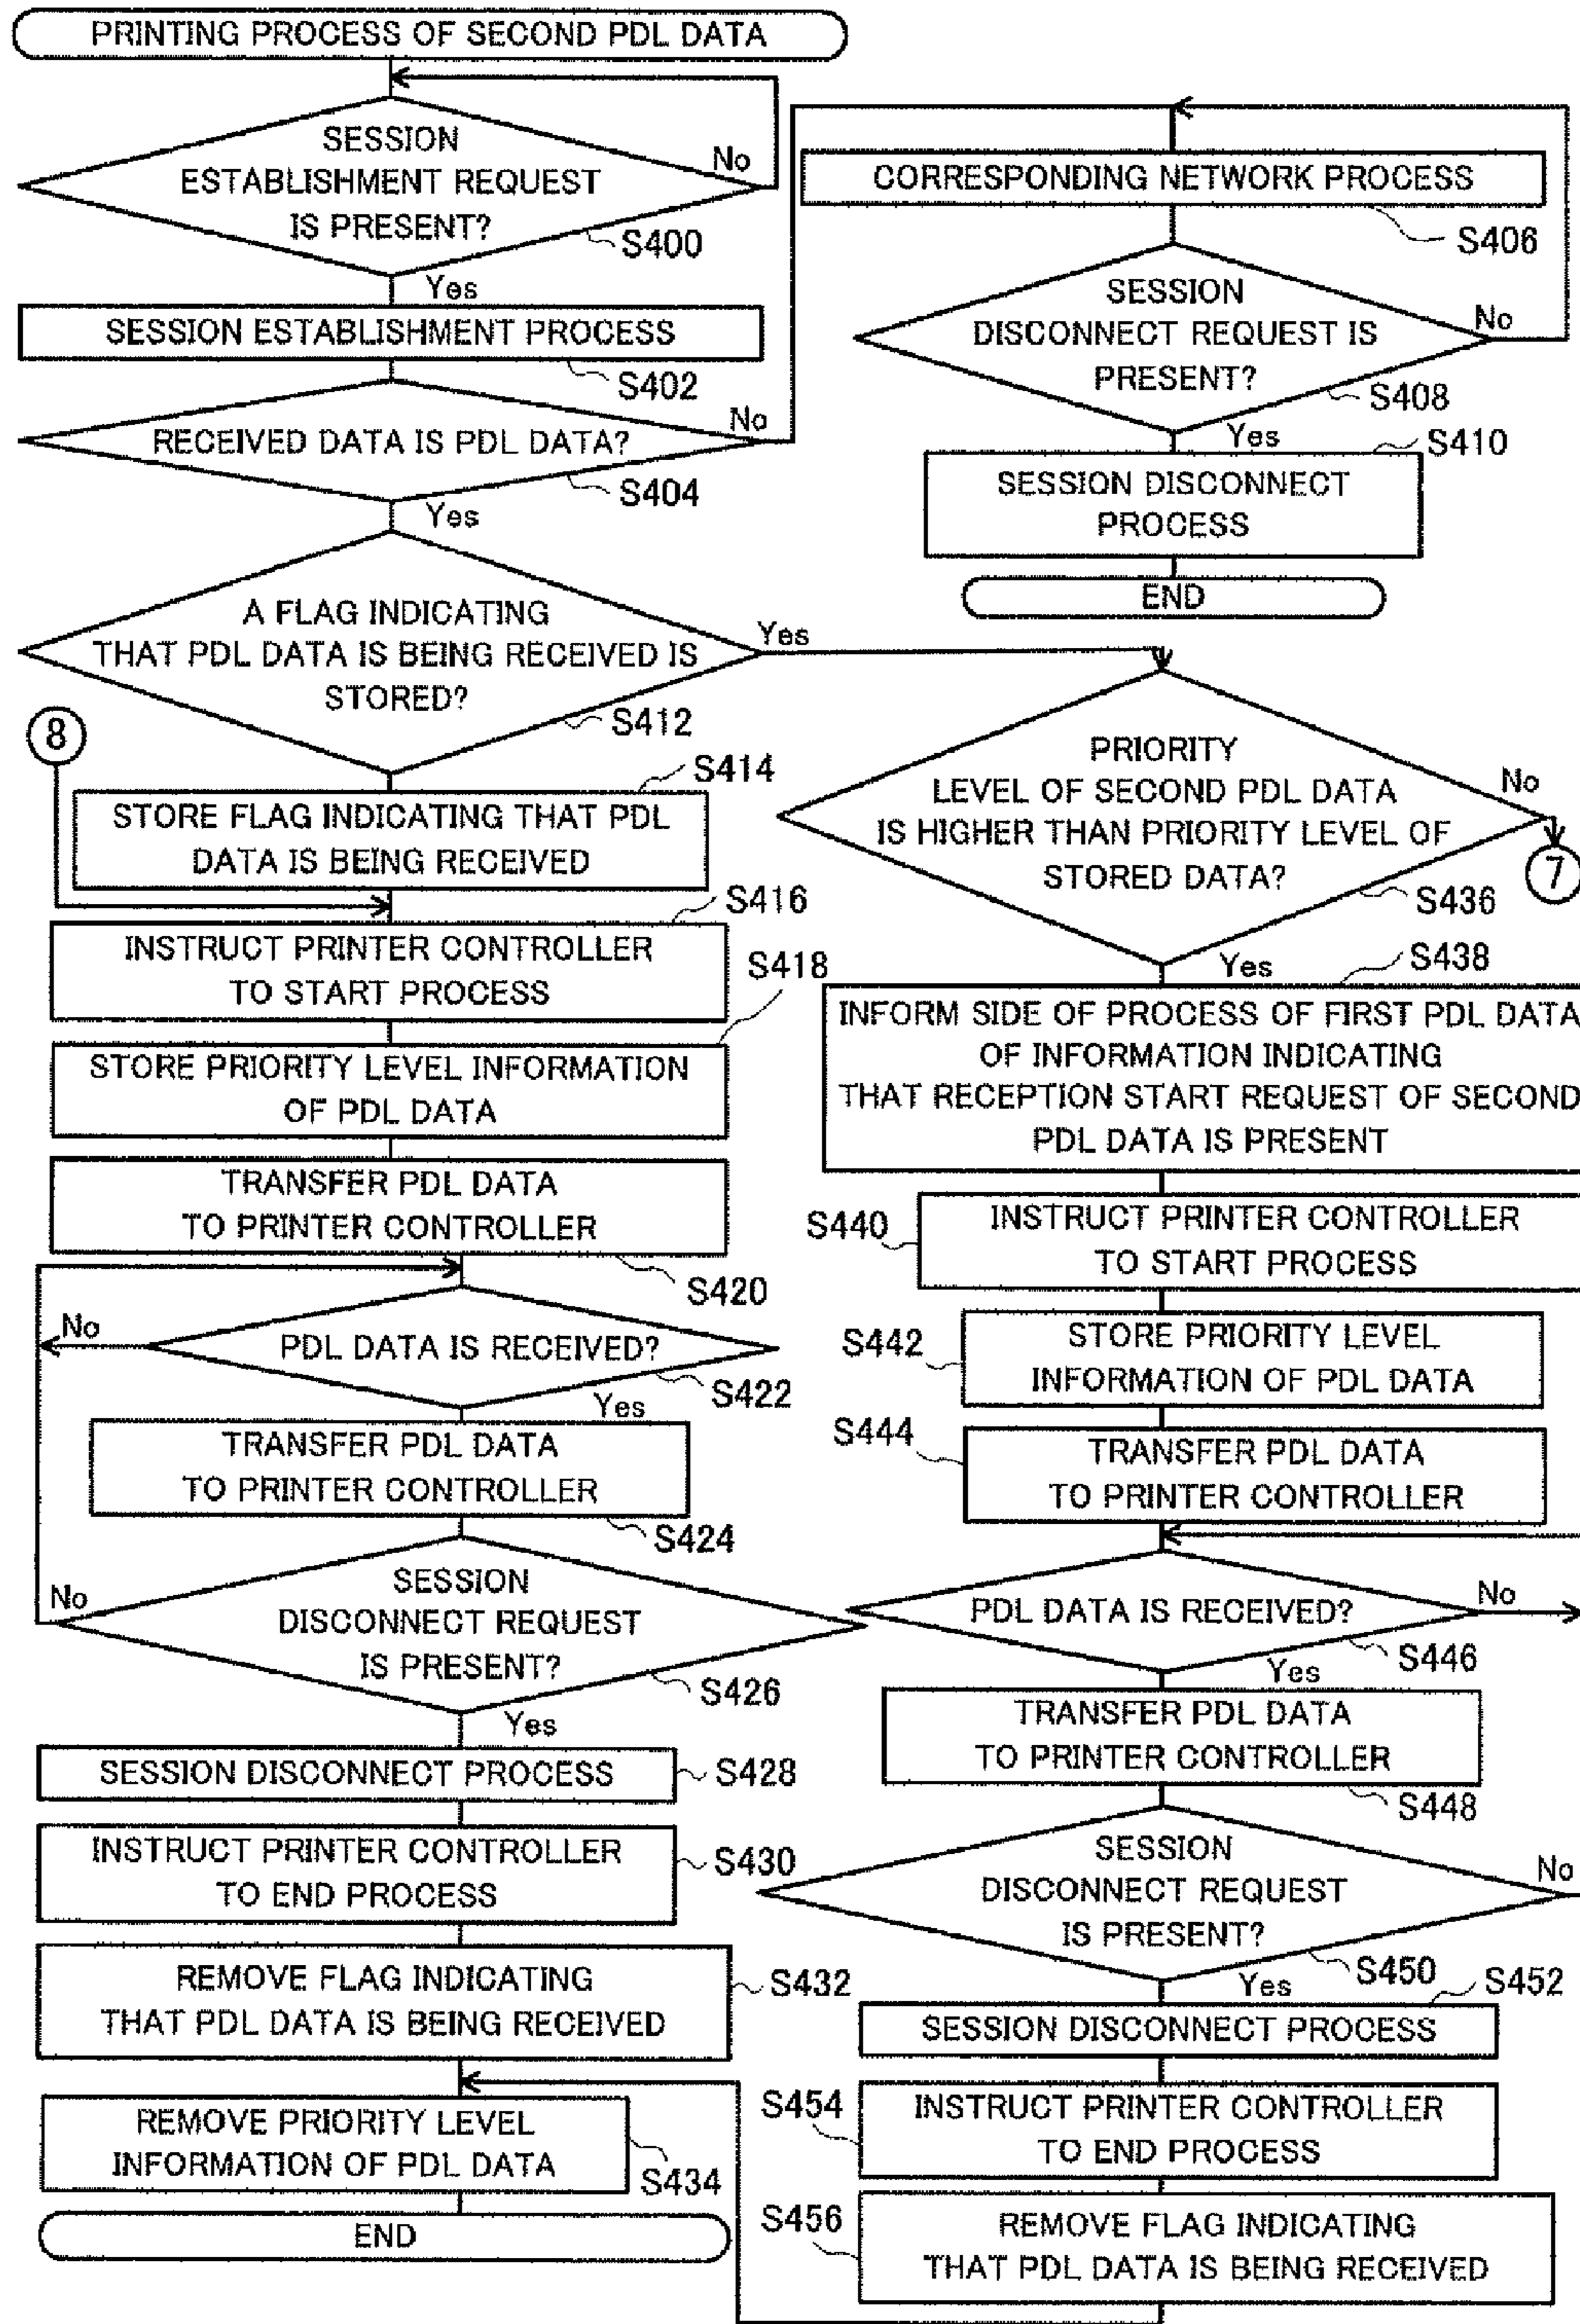 PRINTING PROCESS OF SECOND PDL DATA
SESSION
ESTABLISHMENT REQUEST
IS PRESENT?
No
S400
Yes
SESSION ESTABLISHMENT PROCESS
S402
RECEIVED DATA IS PDL DATA?
No
S404
Yes
CORRESPONDING NETWORK PROCESS
S406
SESSION
DISCONNECT REQUEST IS
PRESENT?
No
S408
Yes
S410
SESSION DISCONNECT
PROCESS
END
A FLAG INDICATING
THAT PDL DATA IS BEING RECEIVED IS
STORED?
Yes
S412
8
S414
STORE FLAG INDICATING THAT PDL
DATA IS BEING RECEIVED
S416
INSTRUCT PRINTER CONTROLLER
TO START PROCESS
S418
STORE PRIORITY LEVEL INFORMATION
OF PDL DATA
TRANSFER PDL DATA
TO PRINTER CONTROLLER
S420
No
PDL DATA IS RECEIVED?
S422
Yes
TRANSFER PDL DATA
TO PRINTER CONTROLLER
S424
SESSION
DISCONNECT REQUEST
IS PRESENT?
No
S426
Yes
SESSION DISCONNECT PROCESS
S428
INSTRUCT PRINTER CONTROLLER
TO END PROCESS
S430
REMOVE FLAG INDICATING
THAT PDL DATA IS BEING RECEIVED
S432
REMOVE PRIORITY LEVEL
INFORMATION OF PDL DATA
S434
END
PRIORITY
LEVEL OF SECOND PDL DATA
IS HIGHER THAN PRIORITY LEVEL OF
STORED DATA?
No
7
S436
Yes
S438
INFORM SIDE OF PROCESS OF FIRST PDL DATA
OF INFORMATION INDICATING
THAT RECEPTION START REQUEST OF SECOND
PDL DATA IS PRESENT
S440
INSTRUCT PRINTER CONTROLLER
TO START PROCESS
S442
STORE PRIORITY LEVEL
INFORMATION OF PDL DATA
S444
TRANSFER PDL DATA
TO PRINTER CONTROLLER
PDL DATA IS RECEIVED?
No
S446
Yes
TRANSFER PDL DATA
TO PRINTER CONTROLLER
S448
SESSION
DISCONNECT REQUEST
IS PRESENT?
No
S450
Yes
S452
SESSION DISCONNECT PROCESS
S454
INSTRUCT PRINTER CONTROLLER
TO END PROCESS
S456
REMOVE FLAG INDICATING
THAT PDL DATA IS BEING RECEIVED